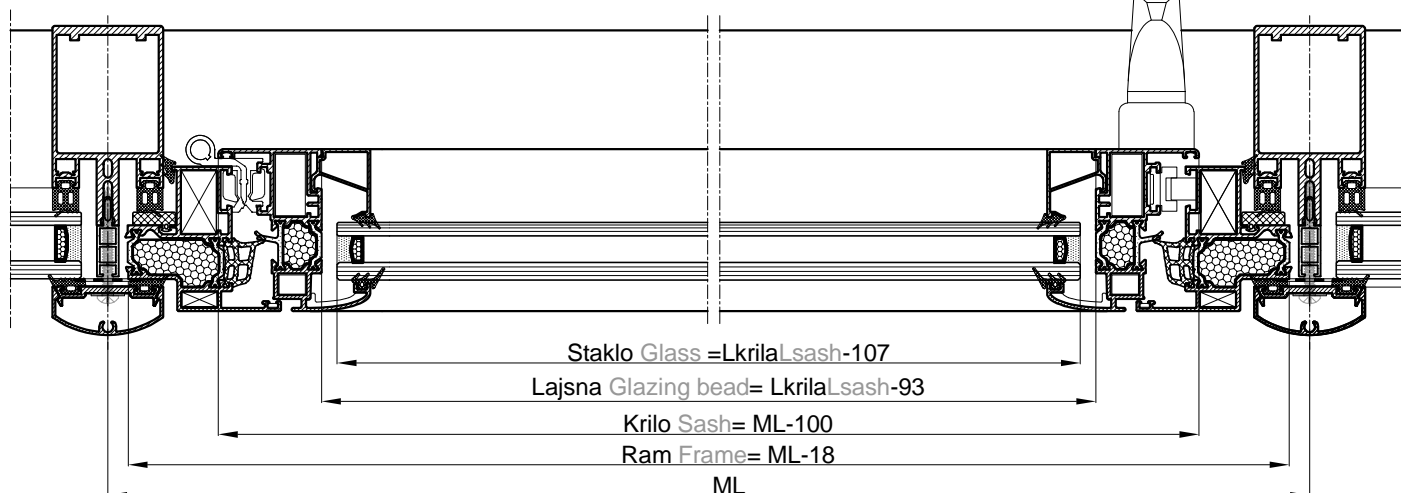 Staklo Glass =LkrilaLsash-107
Lajsna Glazing bead= LkrilaLsash-93
Krilo Sash= ML-100
Ram Frame= ML-18
ML